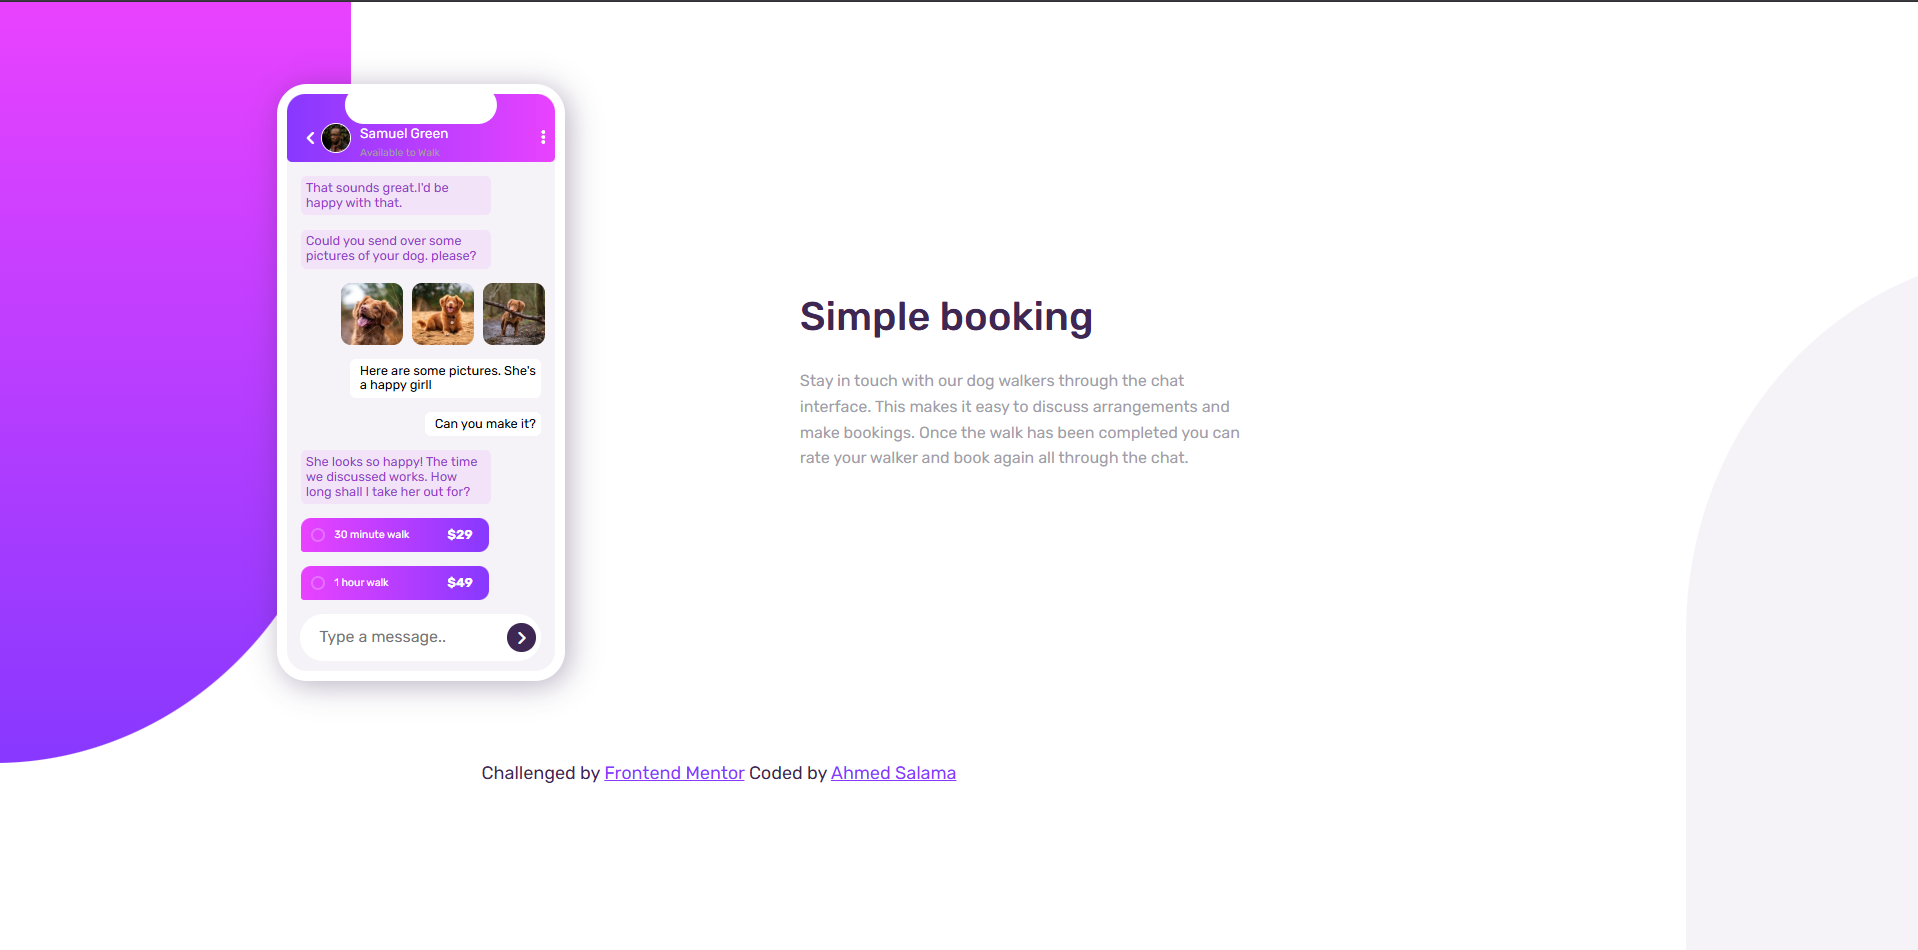 Samuel Green
Available to Walk
That sounds great.I'd be
happy with that.
Could you send over some
pictures of your dog. please?
Here are some pictures. She's
a happy girll
Can you make it?
She looks so happy! The time
we discussed works. How
long shall I take her out for?
30 minute walk $29
1 hour walk $49
Type a message..
Simple booking
Stay in touch with our dog walkers through the chat
interface. This makes it easy to discuss arrangements and
make bookings. Once the walk has been completed you can
rate your walker and book again all through the chat.
Challenged by Frontend Mentor Coded by Ahmed Salama